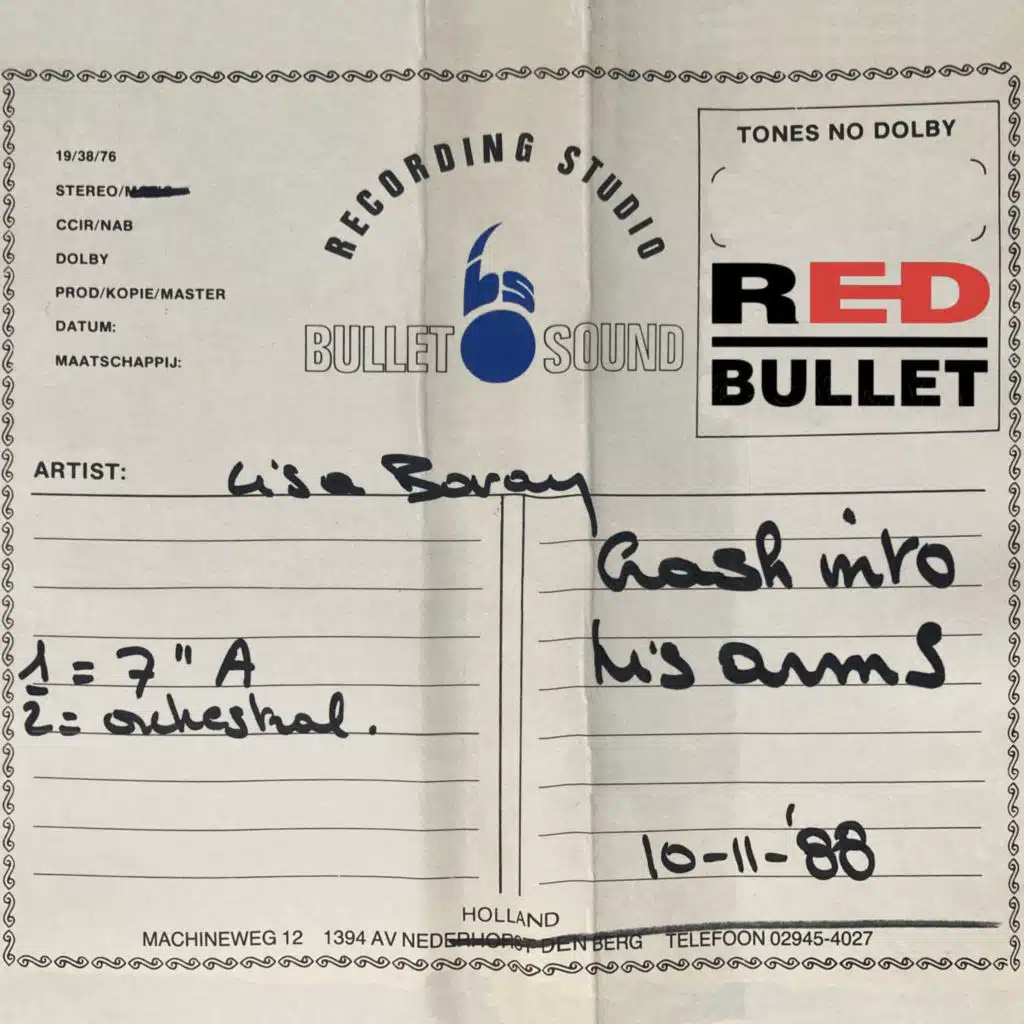 TONES NO DOLBY
19/38/76
STEREO/
CCIR/NAB
DOLBY
PROD/KOPIE/MASTER
DATUM:
MAATSCHAPPIJ:
RECORDING STUDIO
bs
BULLET SOUND
RED
BULLET
ARTIST: Lisa Boray
Crash into
his arms
1 = 7" A
2 = orchestral.
10-11-'88
HOLLAND
MACHINEWEG 12 1394 AV NEDERHORST DEN BERG TELEFOON 02945-4027